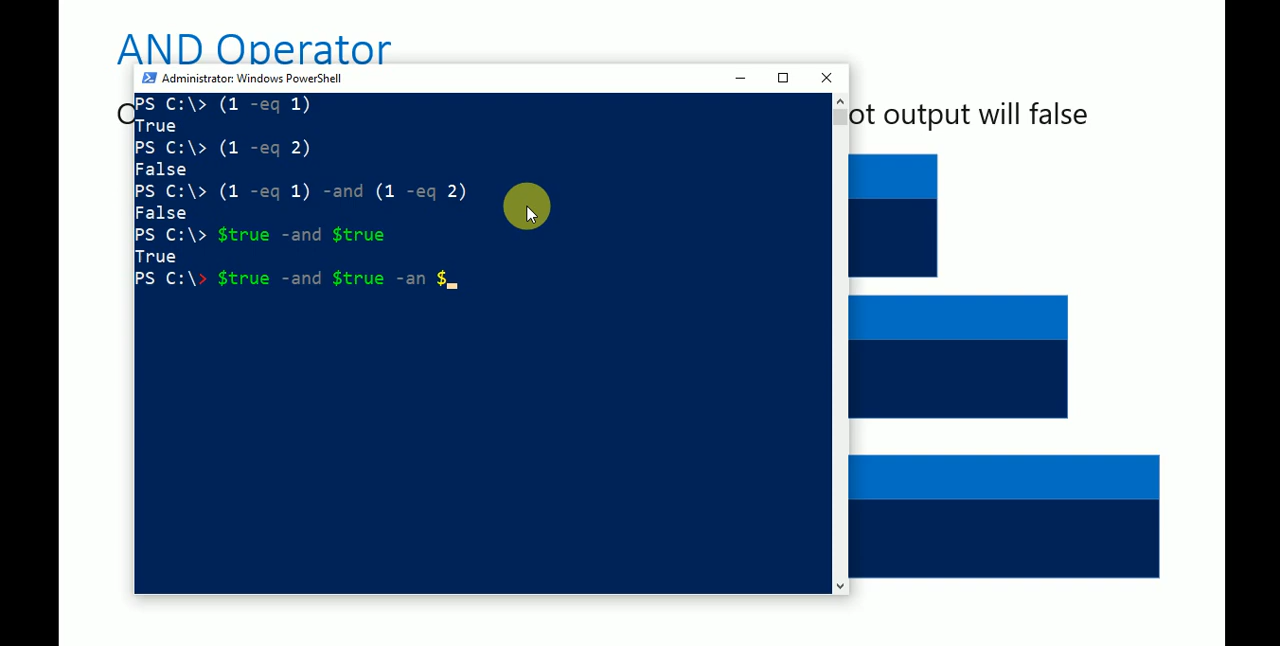 AND Operator
Administrator: Windows PowerShell
ot output will false
PS C:\> (1 -eq 1)
True
PS C:\> (1 -eq 2)
False
PS C:\> (1 -eq 1) -and (1 -eq 2)
False
PS C:\> $true -and $true
True
PS C:\> $true -and $true -an $_